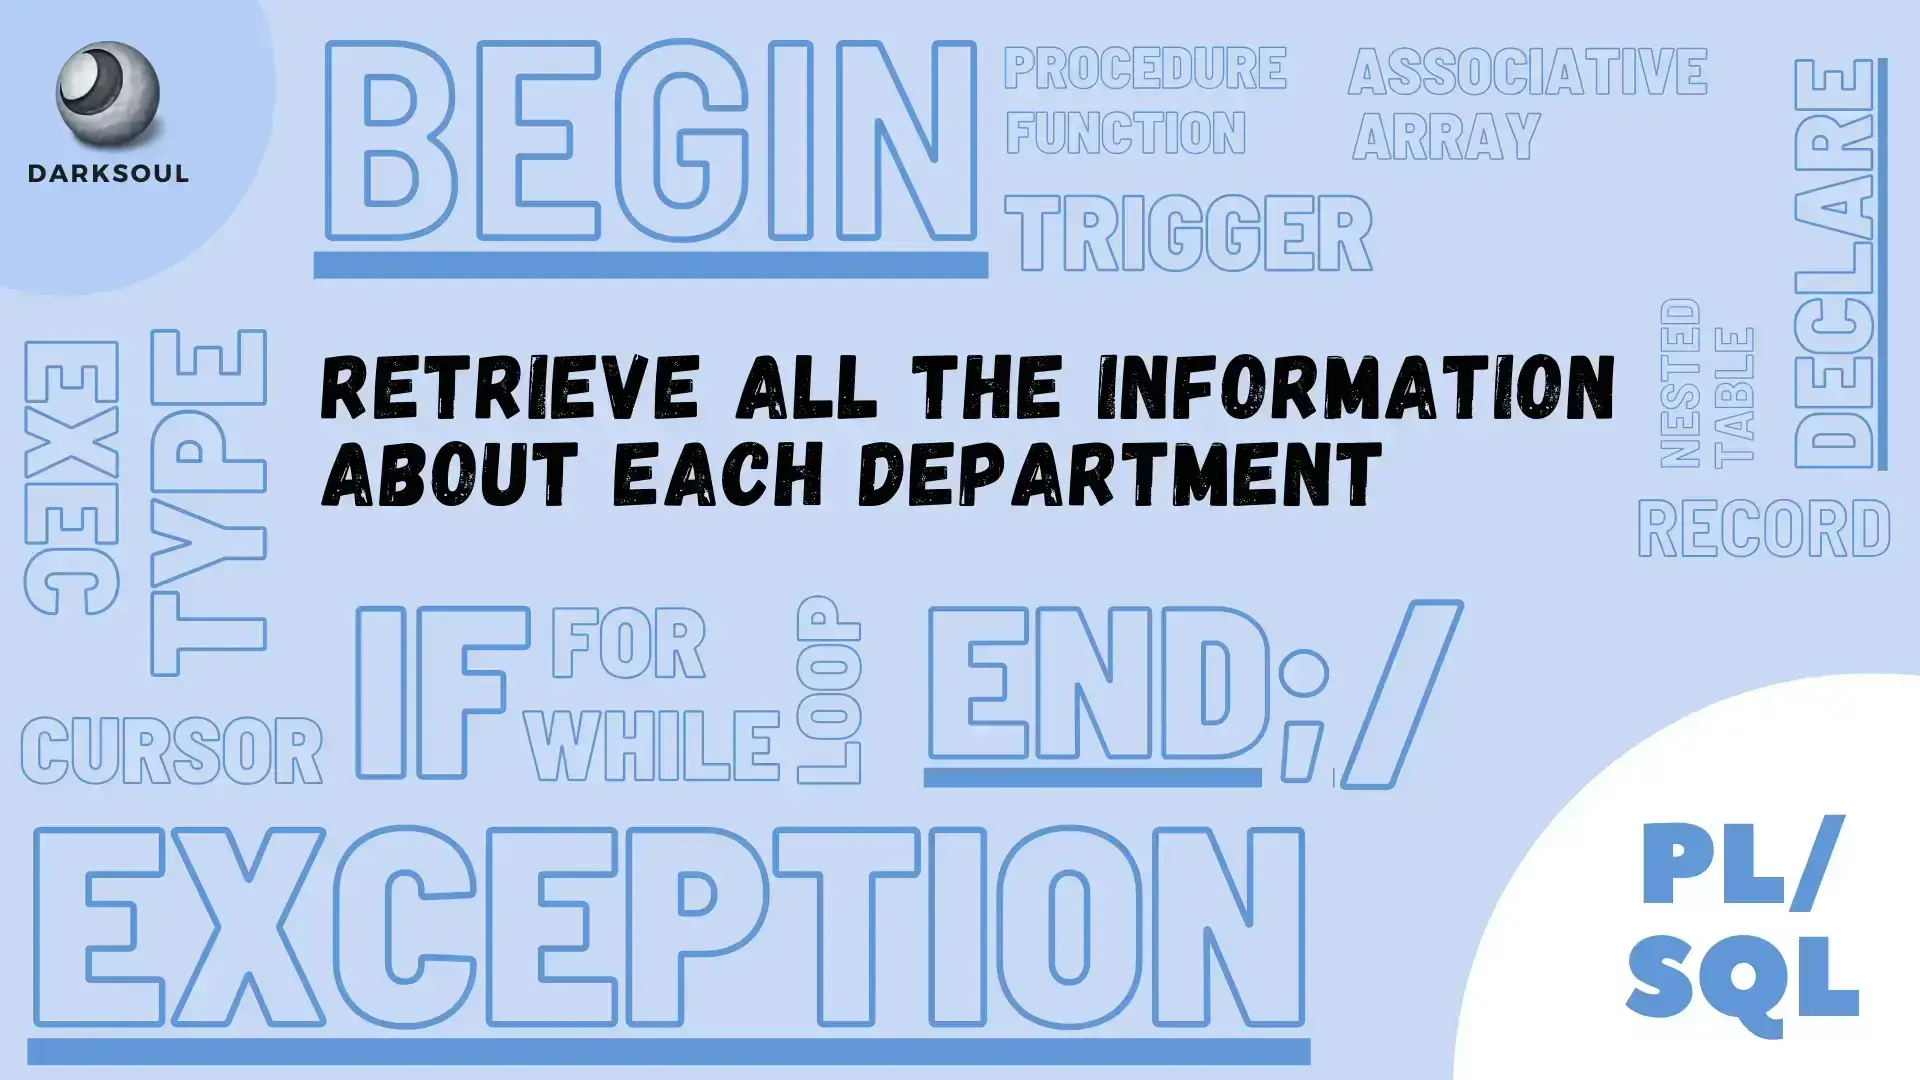 DARKSOUL
BEGIN
PROCEDURE
FUNCTION
TRIGGER
ASSOCIATIVE
ARRAY
DECLARE
NESTED
TABLE
RECORD
EXEC
TYPE
RETRIEVE ALL THE INFORMATION
ABOUT EACH DEPARTMENT
CURSOR
IF
FOR
WHILE
LOOP
END;/
EXCEPTION
PL/
SQL